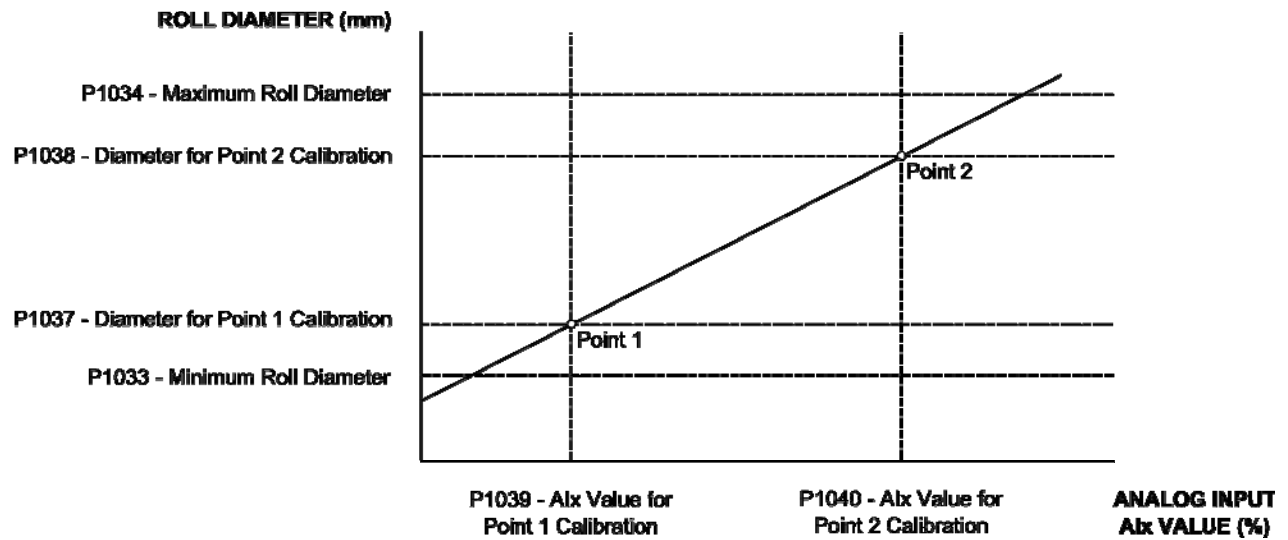 ROLL DIAMETER (mm)
P1034 - Maximum Roll Diameter
P1038 - Diameter for Point 2 Calibration
Point 2
P1037 - Diameter for Point 1 Calibration
Point 1
P1033 - Minimum Roll Diameter
P1039 - AIx Value for
Point 1 Calibration
P1040 - AIx Value for
Point 2 Calibration
ANALOG INPUT
AIx VALUE (%)